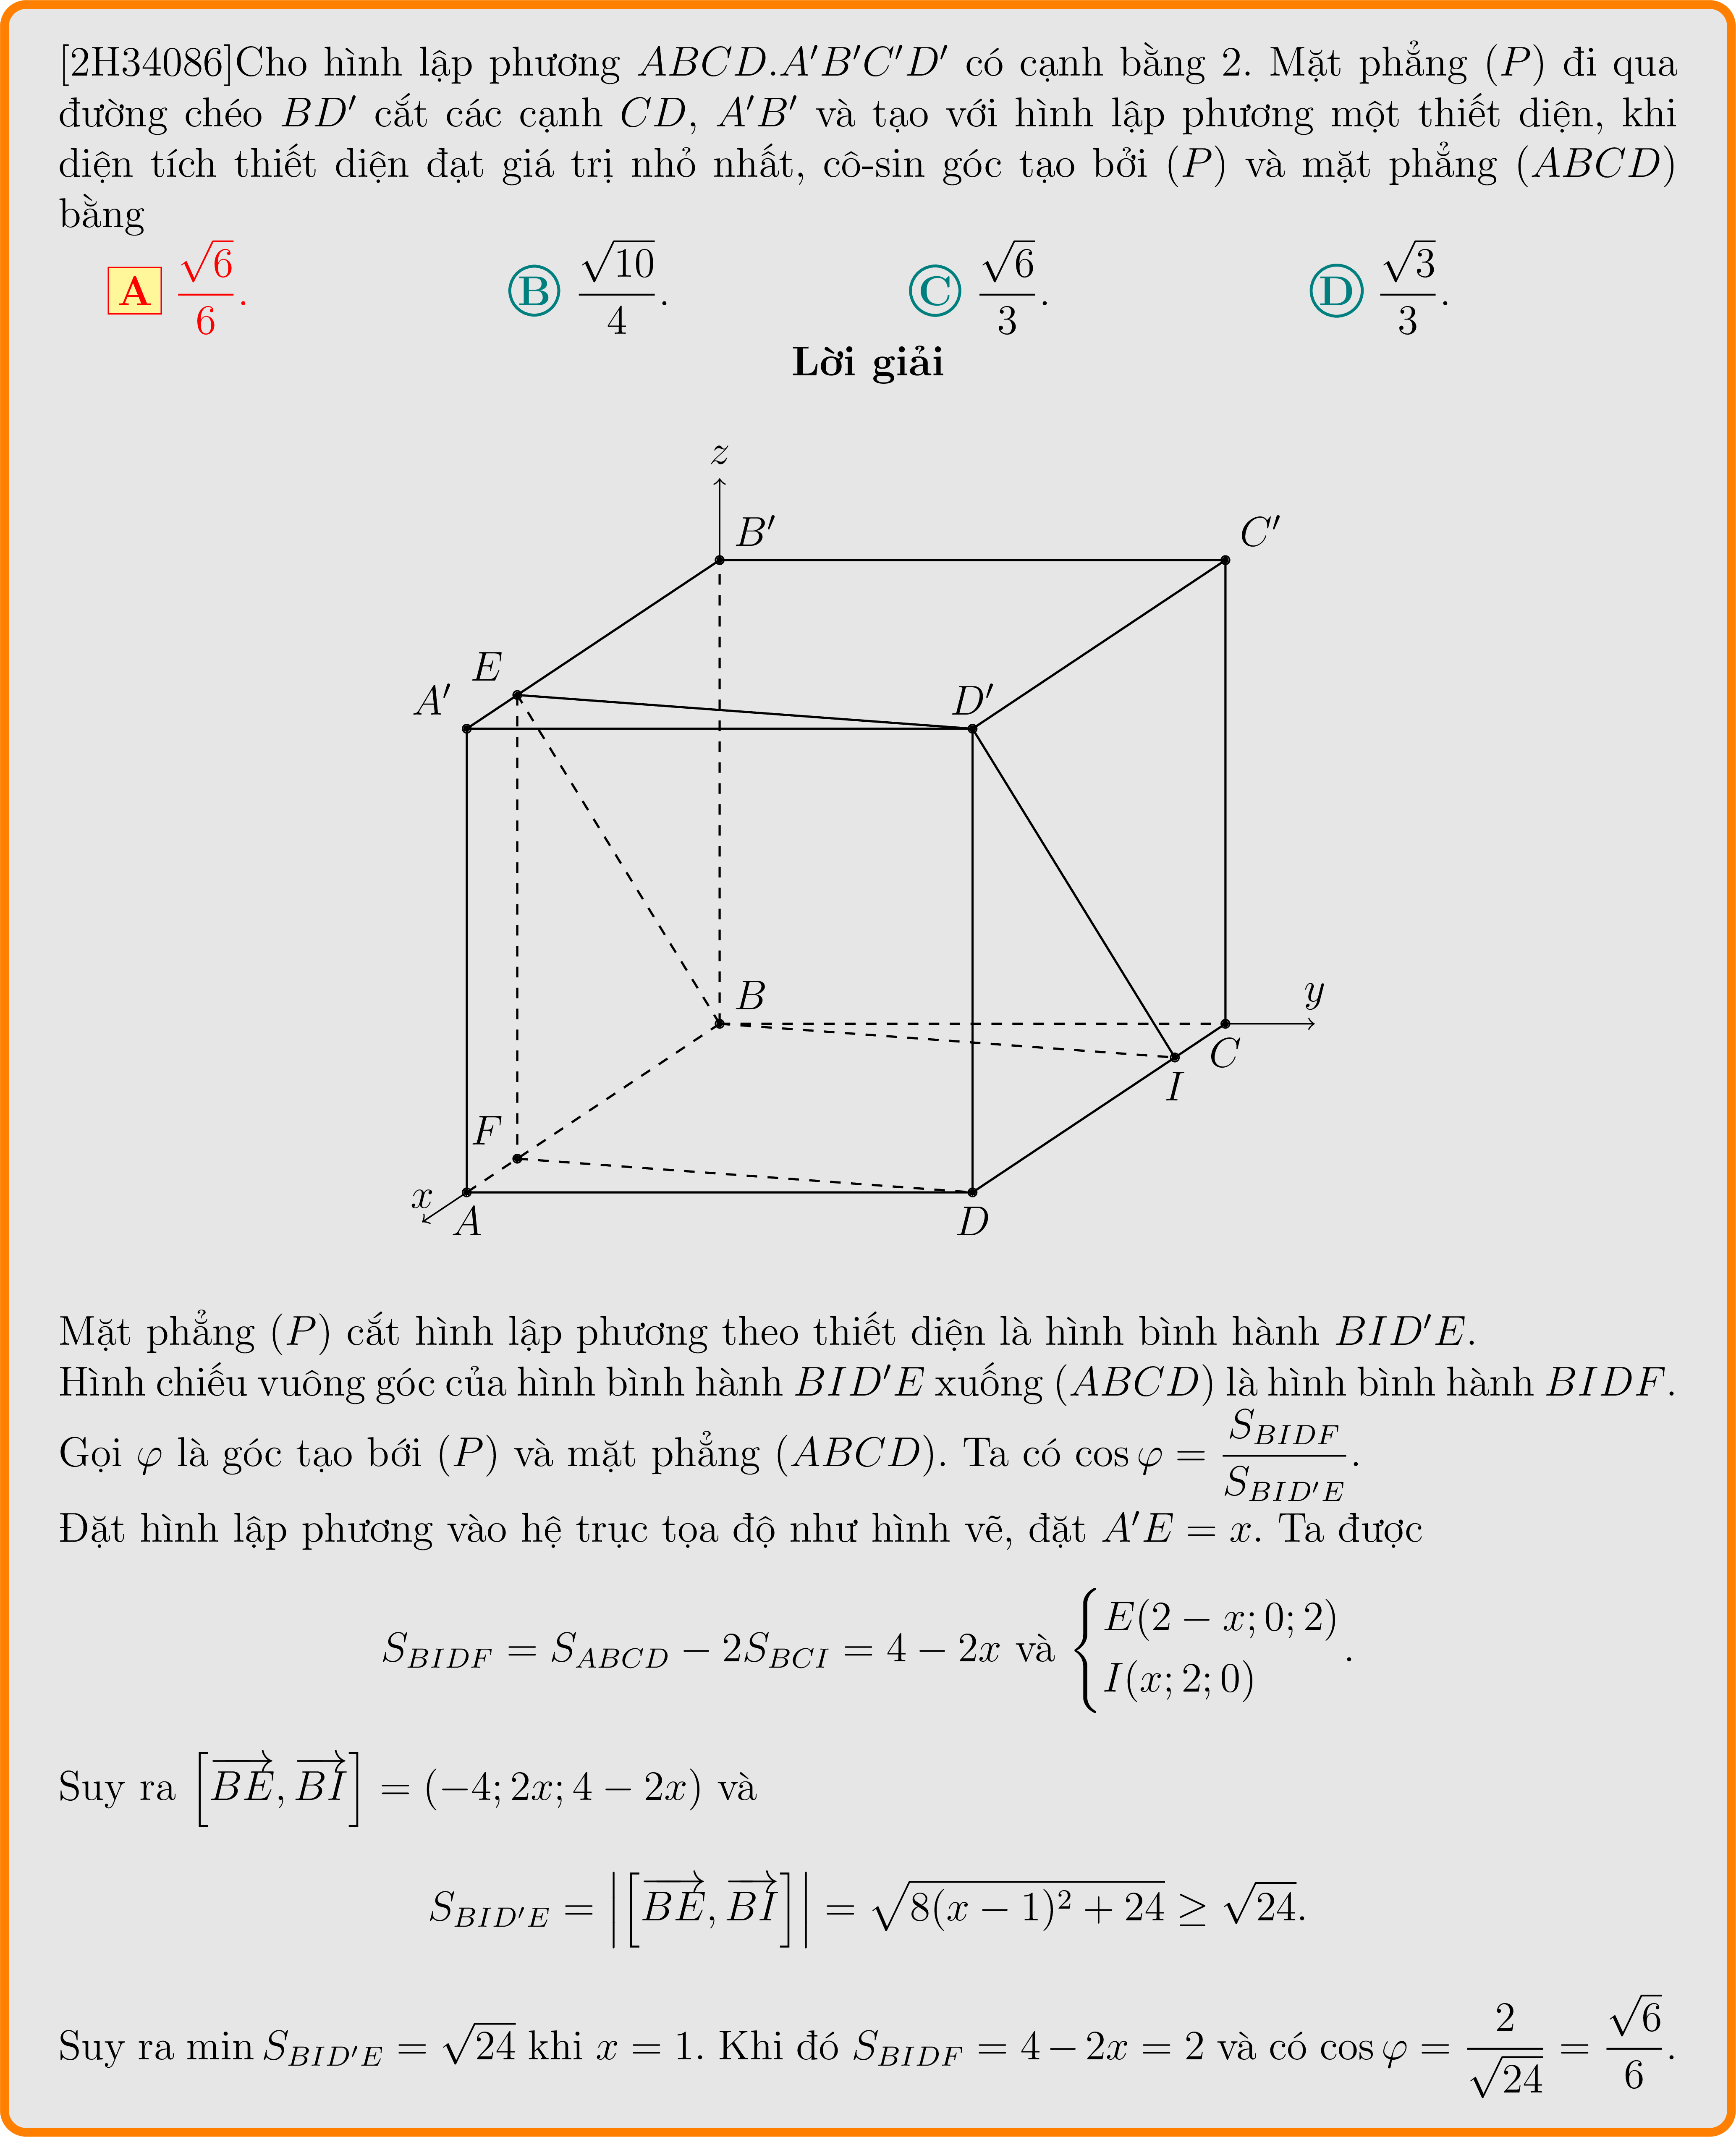 [2H34086]Cho hình lập phương ABCD.A′B′C′D′ có cạnh bằng 2. Mặt phẳng (P) đi qua
đường chéo BD′ cắt các cạnh CD, A′B′ và tạo với hình lập phương một thiết diện, khi
diện tích thiết diện đạt giá trị nhỏ nhất, cô-sin góc tạo bởi (P) và mặt phẳng (ABCD)
bằng
A $\frac{\sqrt{6}}{6}$. B $\frac{\sqrt{10}}{4}$. C $\frac{\sqrt{6}}{3}$. D $\frac{\sqrt{3}}{3}$.
Lời giải
z
B′
C′
E
A′
D′
B
y
C
I
F
x
A
D
Mặt phẳng (P) cắt hình lập phương theo thiết diện là hình bình hành BID′E.
Hình chiếu vuông góc của hình bình hành BID′E xuống (ABCD) là hình bình hành BIDF.
Gọi φ là góc tạo bới (P) và mặt phẳng (ABCD). Ta có $\cos\varphi = \frac{S_{BIDF}}{S_{BID'E}}$.
Đặt hình lập phương vào hệ trục tọa độ như hình vẽ, đặt A′E = x. Ta được
$S_{BIDF} = S_{ABCD} - 2S_{BCI} = 4 - 2x$ và $\begin{cases} E(2-x;0;2) \\ I(x;2;0) \end{cases}$.
Suy ra $\left[\overrightarrow{BE}, \overrightarrow{BI}\right] = (-4; 2x; 4-2x)$ và
$S_{BID'E} = \left|\left[\overrightarrow{BE}, \overrightarrow{BI}\right]\right| = \sqrt{8(x-1)^2 + 24} \geq \sqrt{24}$.
Suy ra $\min S_{BID'E} = \sqrt{24}$ khi x = 1. Khi đó $S_{BIDF} = 4 - 2x = 2$ và có $\cos\varphi = \frac{2}{\sqrt{24}} = \frac{\sqrt{6}}{6}$.